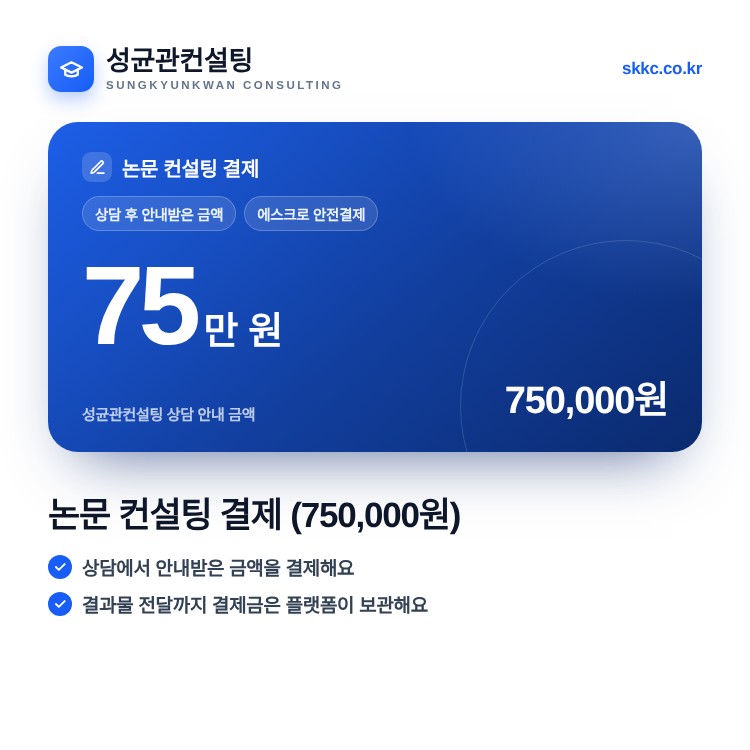 성균관컨설팅
SUNGKYUNKWAN CONSULTING
skkc.co.kr
논문 컨설팅 결제
상담 후 안내받은 금액
에스크로 안전결제
75만 원
성균관컨설팅 상담 안내 금액
750,000원
논문 컨설팅 결제 (750,000원)
상담에서 안내받은 금액을 결제해요
결과물 전달까지 결제금은 플랫폼이 보관해요